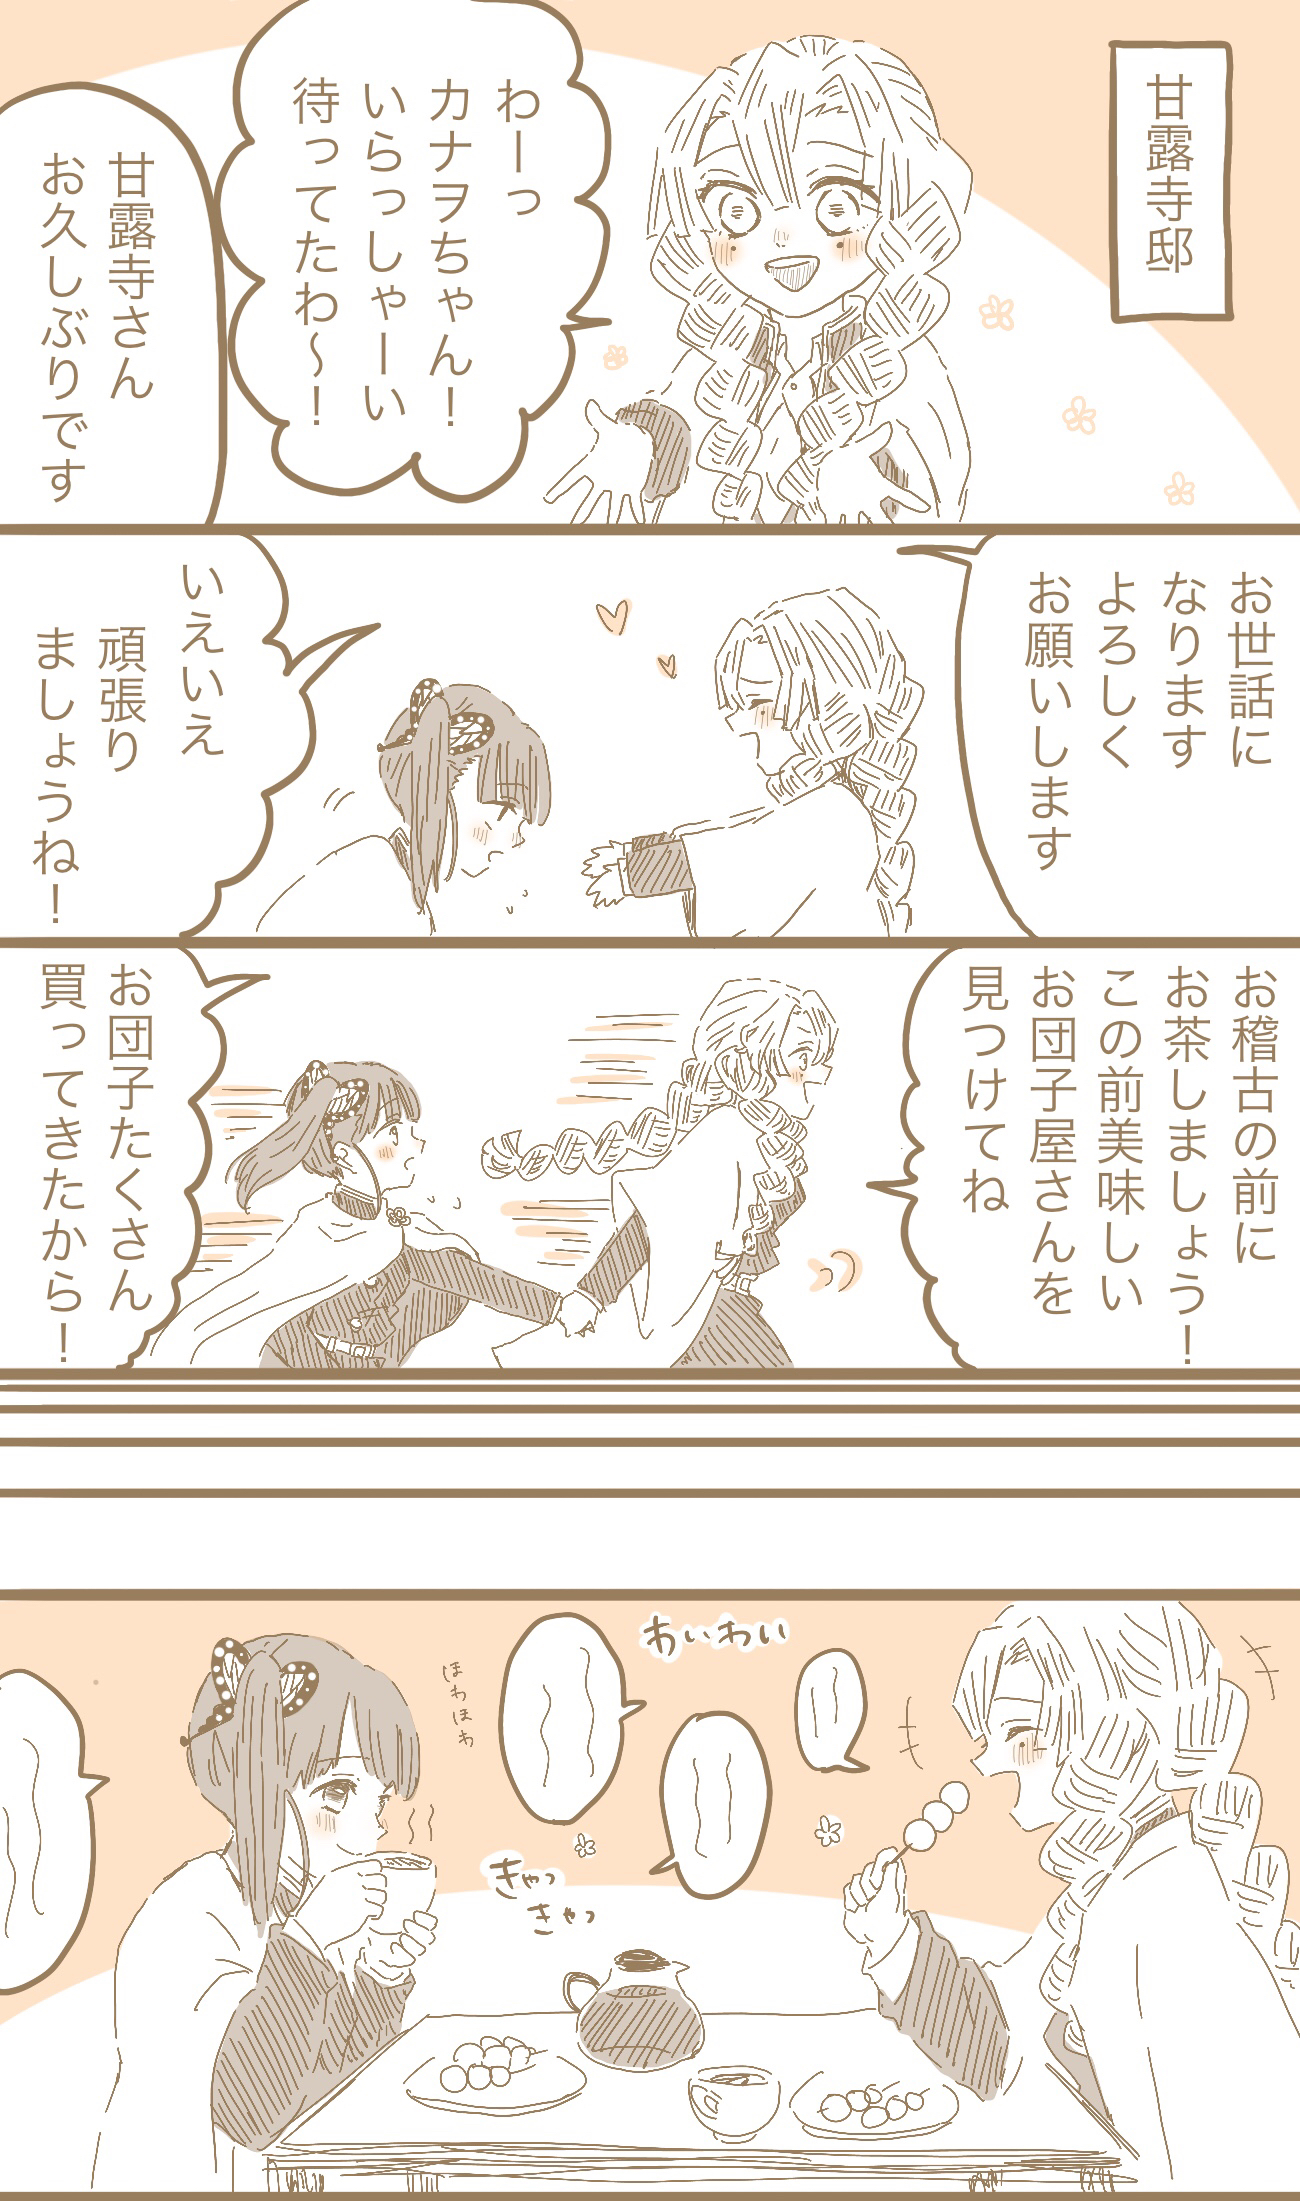 甘露寺邸
わーっ
カナヲちゃん！
いらっしゃーい
待ってたわ〜！
甘露寺さん
お久しぶりです
お世話に
なります
よろしく
お願いします
いえいえ
頑張り
ましょうね！
お稽古の前に
お茶しましょう！
この前美味しい
お団子屋さんを
見つけてね
お団子たくさん
買ってきたから！
わいわい
ほわほわ
きゃっ
きゃっ